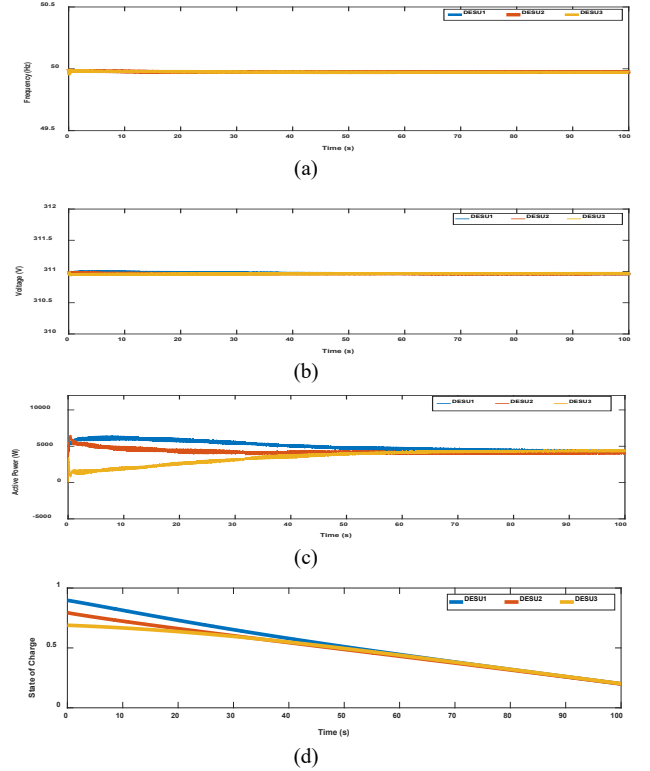 50.5
DESU1 DESU2 DESU3
50
Frequency(Hz)
49.5
0 10 20 30 40 50 60 70 80 90 100
Time (s)
(a)
312
DESU1 DESU2 DESU3
311.5
311
Voltage (V)
310.5
310
0 10 20 30 40 50 60 70 80 90 100
Time (s)
(b)
10000
DESU1 DESU2 DESU3
5000
Active Power (W)
0
-5000
0 10 20 30 40 50 60 70 80 90 100
Time (s)
(c)
1
DESU1 DESU2 DESU3
0.5
State of Charge
0
0 10 20 30 40 50 60 70 80 90 100
Time (s)
(d)